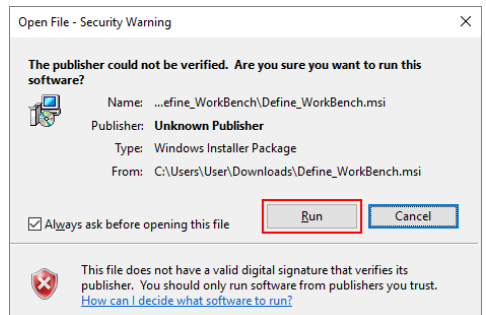 Open File - Security Warning
The publisher could not be verified. Are you sure you want to run this
software?
Name: ...efine_WorkBench\Define_WorkBench.msi
Publisher: Unknown Publisher
Type: Windows Installer Package
From: C:\Users\User\Downloads\Define_WorkBench.msi
Run Cancel
Always ask before opening this file
This file does not have a valid digital signature that verifies its
publisher. You should only run software from publishers you trust.
How can I decide what software to run?